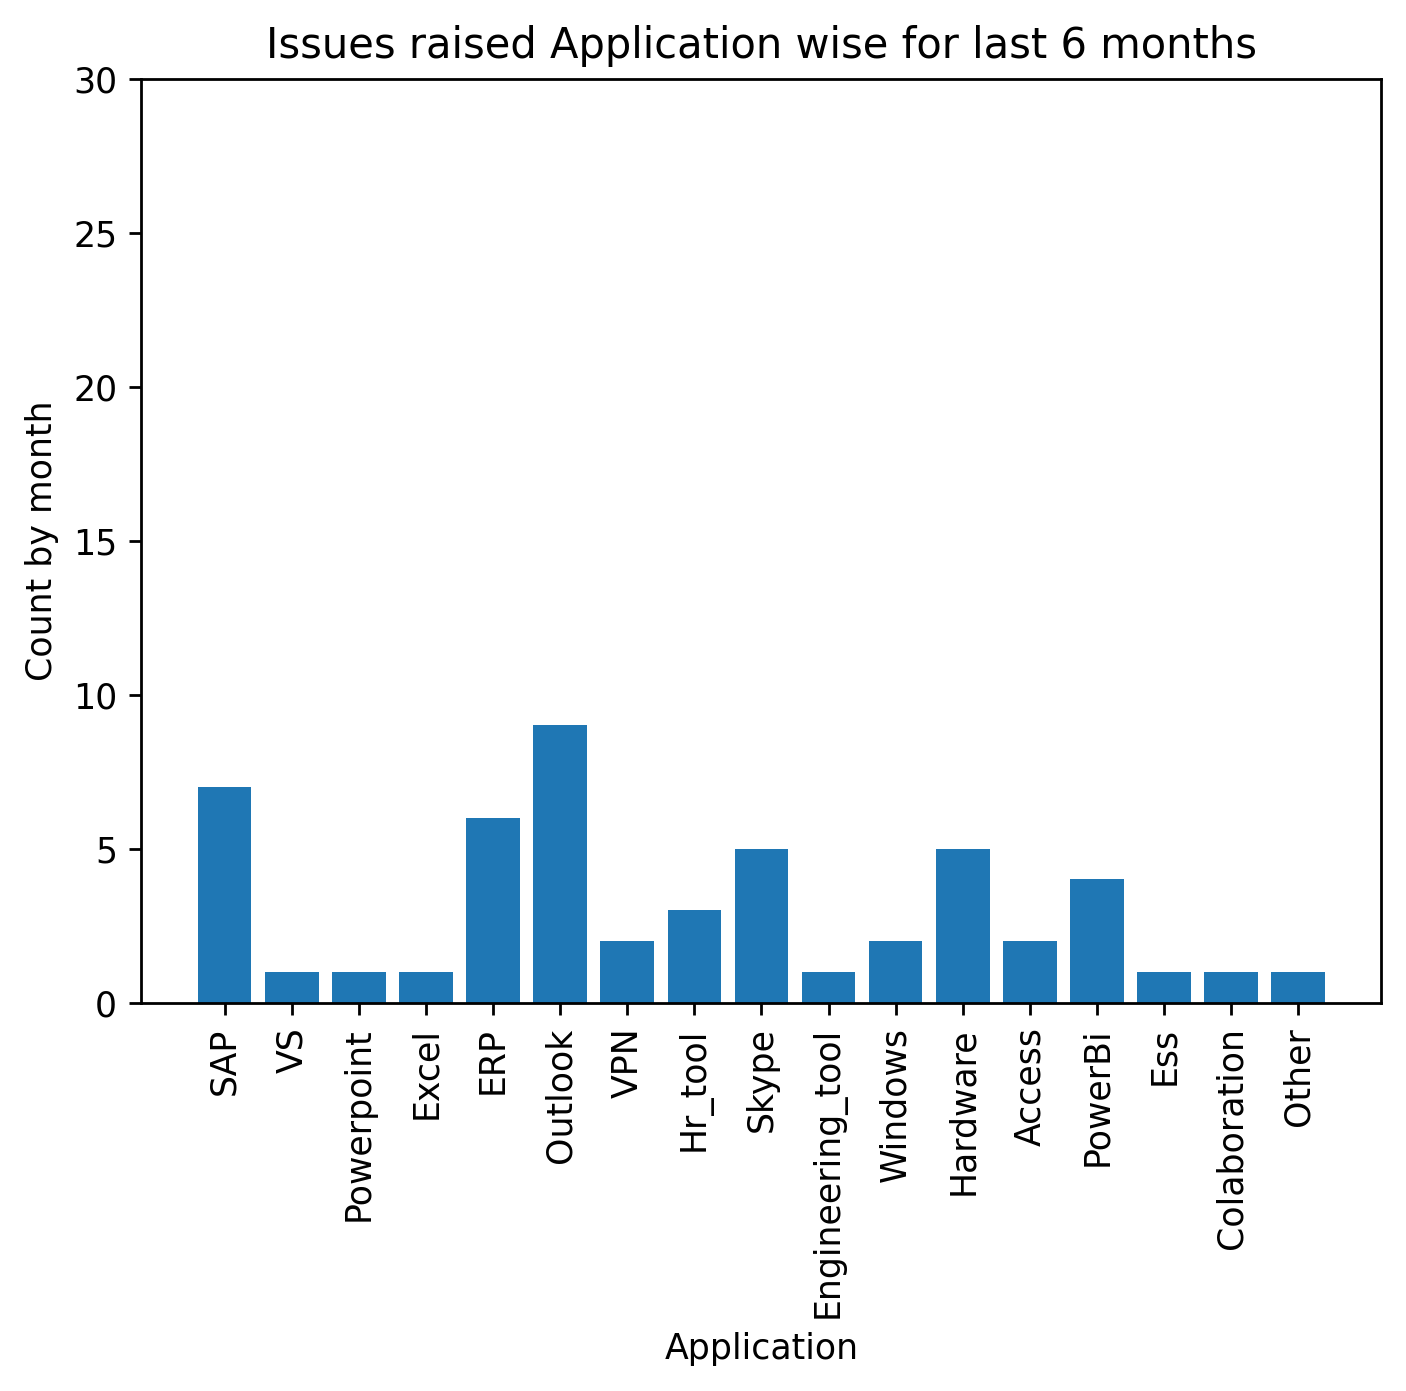 Issues raised Application wise for last 6 months
30
25
20
15
10
5
0
Count by month
SAP
VS
Powerpoint
Excel
ERP
Outlook
VPN
Hr_tool
Skype
Engineering_tool
Windows
Hardware
Access
PowerBi
Ess
Colaboration
Other
Application